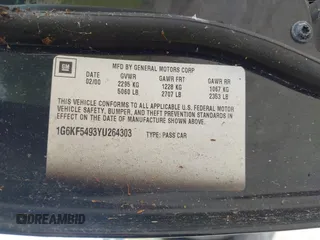 GM
MFD BY GENERAL MOTORS CORP
DATE GVWR GAWR FRT GAWR RR
02/00 2295 KG 1228 KG 1067 KG
5060 LB 2707 LB 2353 LB
THIS VEHICLE CONFORMS TO ALL APPLICABLE U.S. FEDERAL MOTOR
VEHICLE SAFETY, BUMPER, AND THEFT PREVENTION STANDARDS IN
EFFECT ON THE DATE OF MANUFACTURE SHOWN ABOVE.
1G6KF5493YU264303 TYPE: PASS CAR
DREAMBID